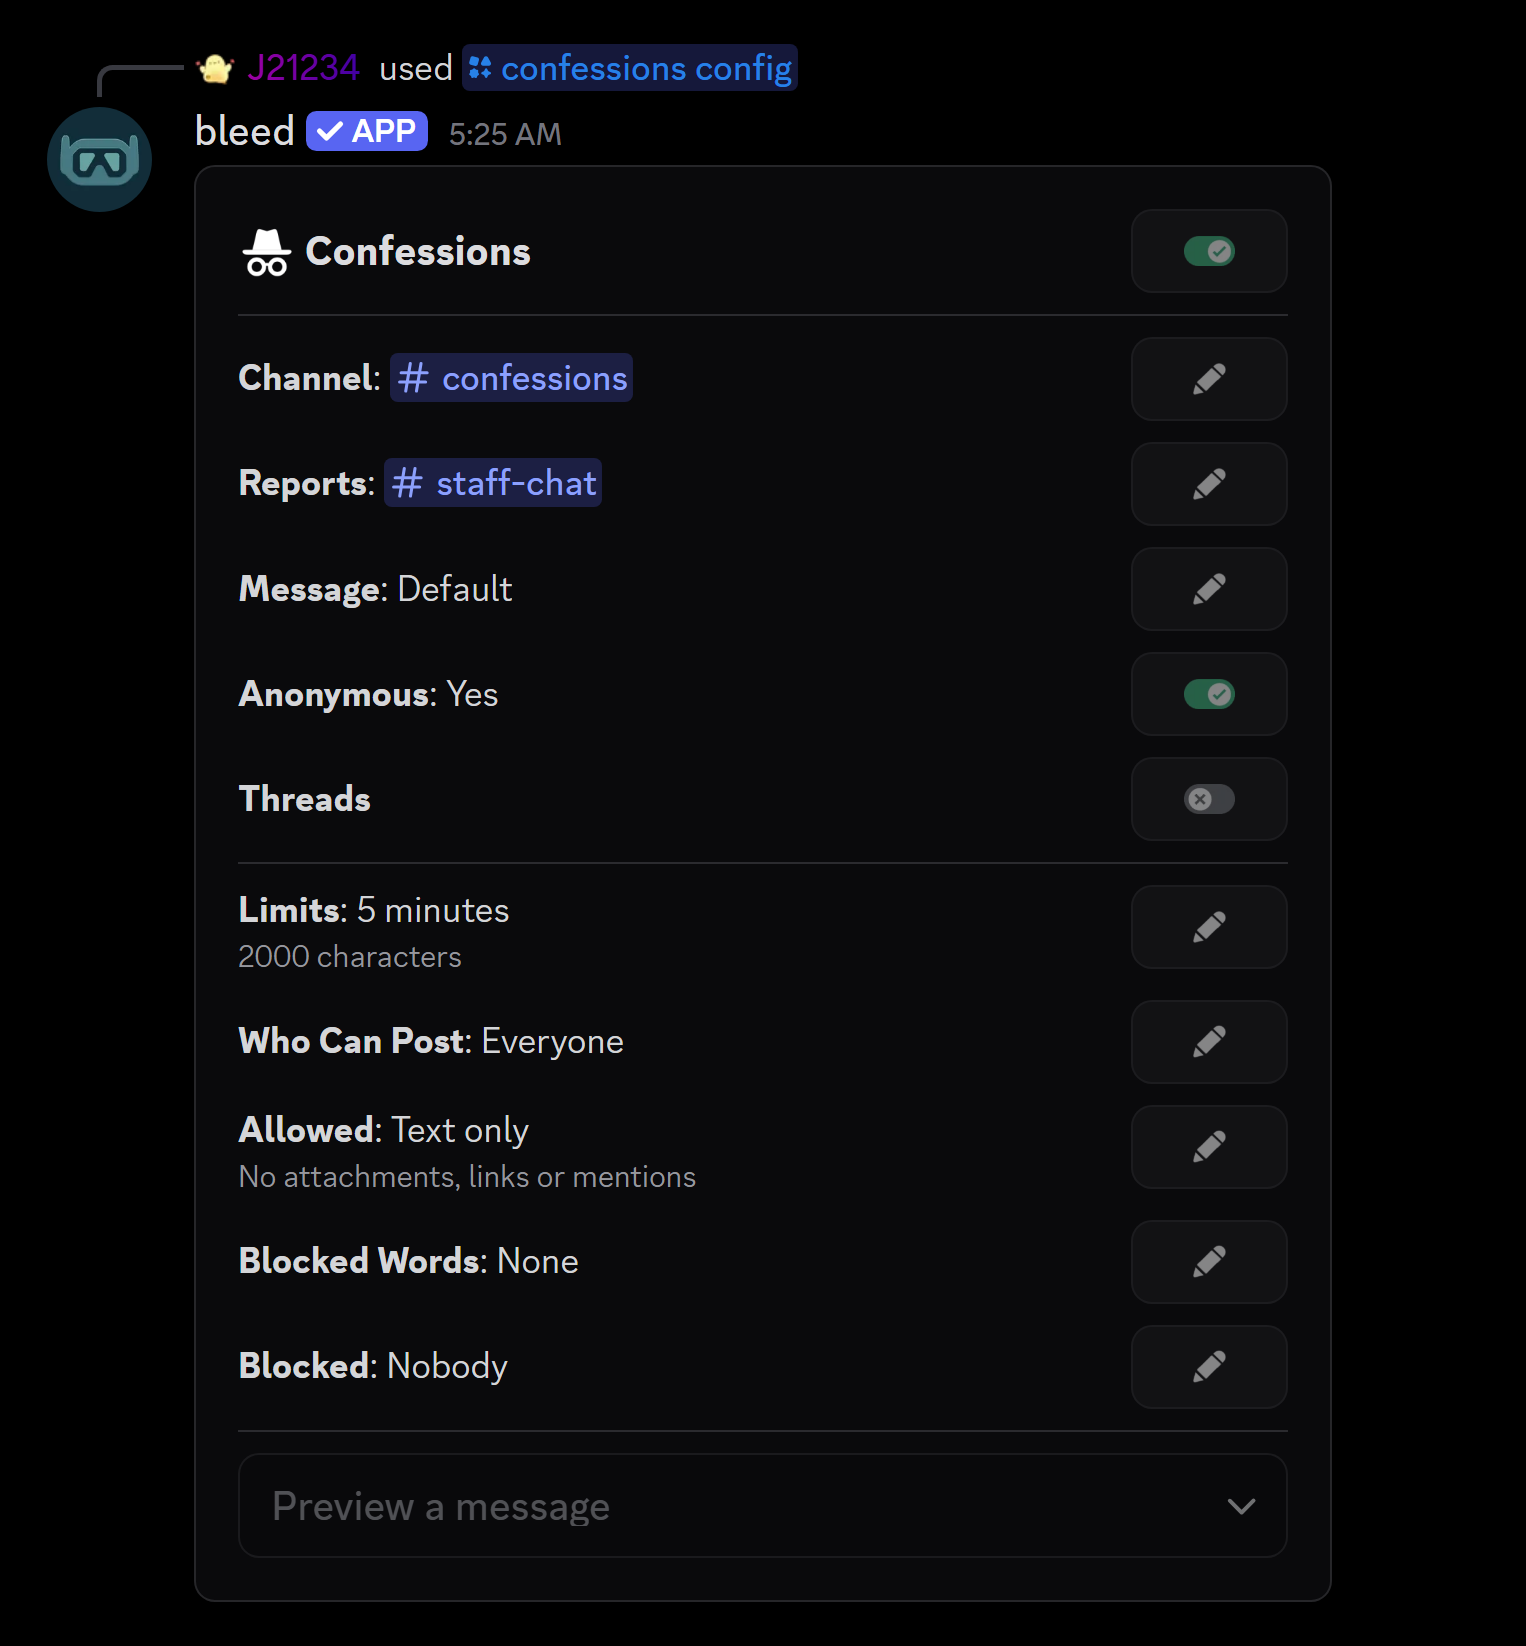 J21234 used confessions config
bleed APP 5:25 AM
Confessions
Channel: # confessions
Reports: # staff-chat
Message: Default
Anonymous: Yes
Threads
Limits: 5 minutes
2000 characters
Who Can Post: Everyone
Allowed: Text only
No attachments, links or mentions
Blocked Words: None
Blocked: Nobody
Preview a message